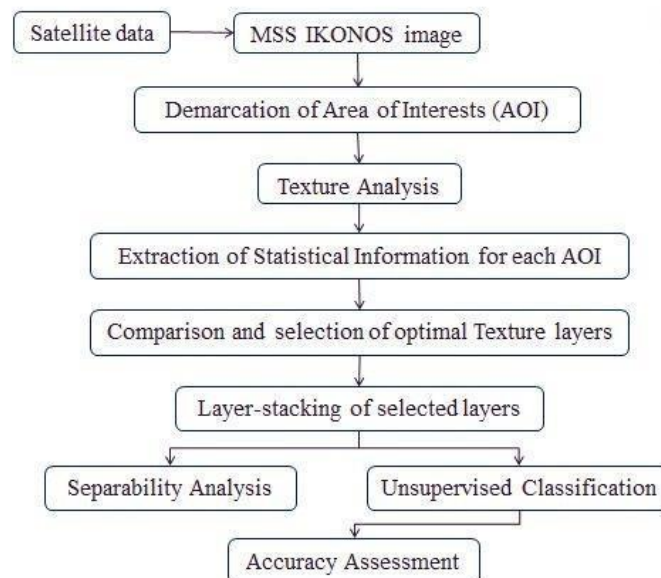 Satellite data
MSS IKONOS image
Demarcation of Area of Interests (AOI)
Texture Analysis
Extraction of Statistical Information for each AOI
Comparison and selection of optimal Texture layers
Layer-stacking of selected layers
Separability Analysis
Unsupervised Classification
Accuracy Assessment